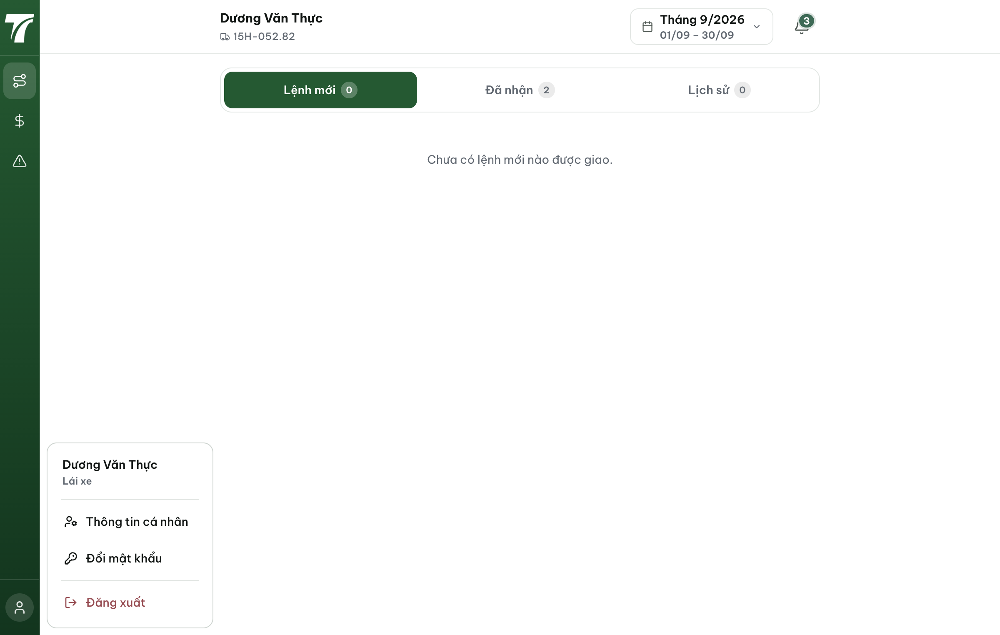 Dương Văn Thực
15H-052.82
Tháng 9/2026
01/09 – 30/09
3
Lệnh mới 0
Đã nhận 2
Lịch sử 0
Chưa có lệnh mới nào được giao.
Dương Văn Thực
Lái xe
Thông tin cá nhân
Đổi mật khẩu
Đăng xuất